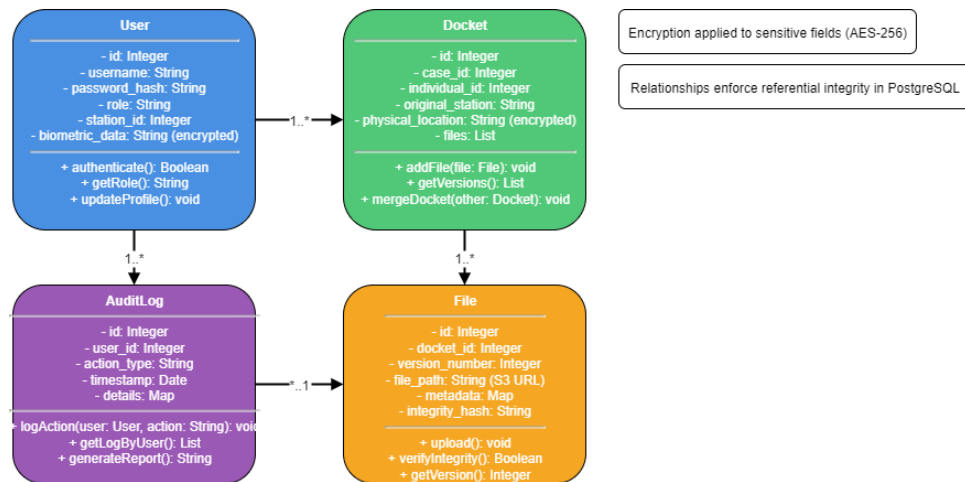 User
- id: Integer
- username: String
- password_hash: String
- role: String
- station_id: Integer
- biometric_data: String (encrypted)
+ authenticate(): Boolean
+ getRole(): String
+ updateProfile(): void
1..*
Docket
- id: Integer
- case_id: Integer
- individual_id: Integer
- original_station: String
- physical_location: String (encrypted)
- files: List
+ addFile(file: File): void
+ getVersions(): List
+ mergeDocket(other: Docket): void
Encryption applied to sensitive fields (AES-256)
Relationships enforce referential integrity in PostgreSQL
1..*
1..*
AuditLog
- id: Integer
- user_id: Integer
- action_type: String
- timestamp: Date
- details: Map
+ logAction(user: User, action: String): void
+ getLogByUser(): List
+ generateReport(): String
*..1
File
- id: Integer
- docket_id: Integer
- version_number: Integer
- file_path: String (S3 URL)
- metadata: Map
- integrity_hash: String
+ upload(): void
+ verifyIntegrity(): Boolean
+ getVersion(): Integer